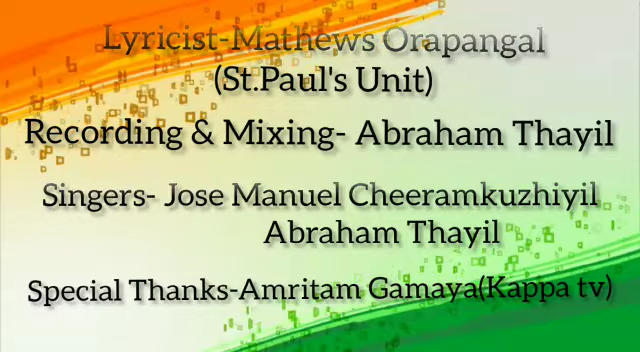 Lyricist-Mathews Orapangal
(St.Paul's Unit)
Recording & Mixing- Abraham Thayil
Singers- Jose Manuel Cheeramkuzhiyil
Abraham Thayil
Special Thanks-Amritam Gamaya(Kappa tv)